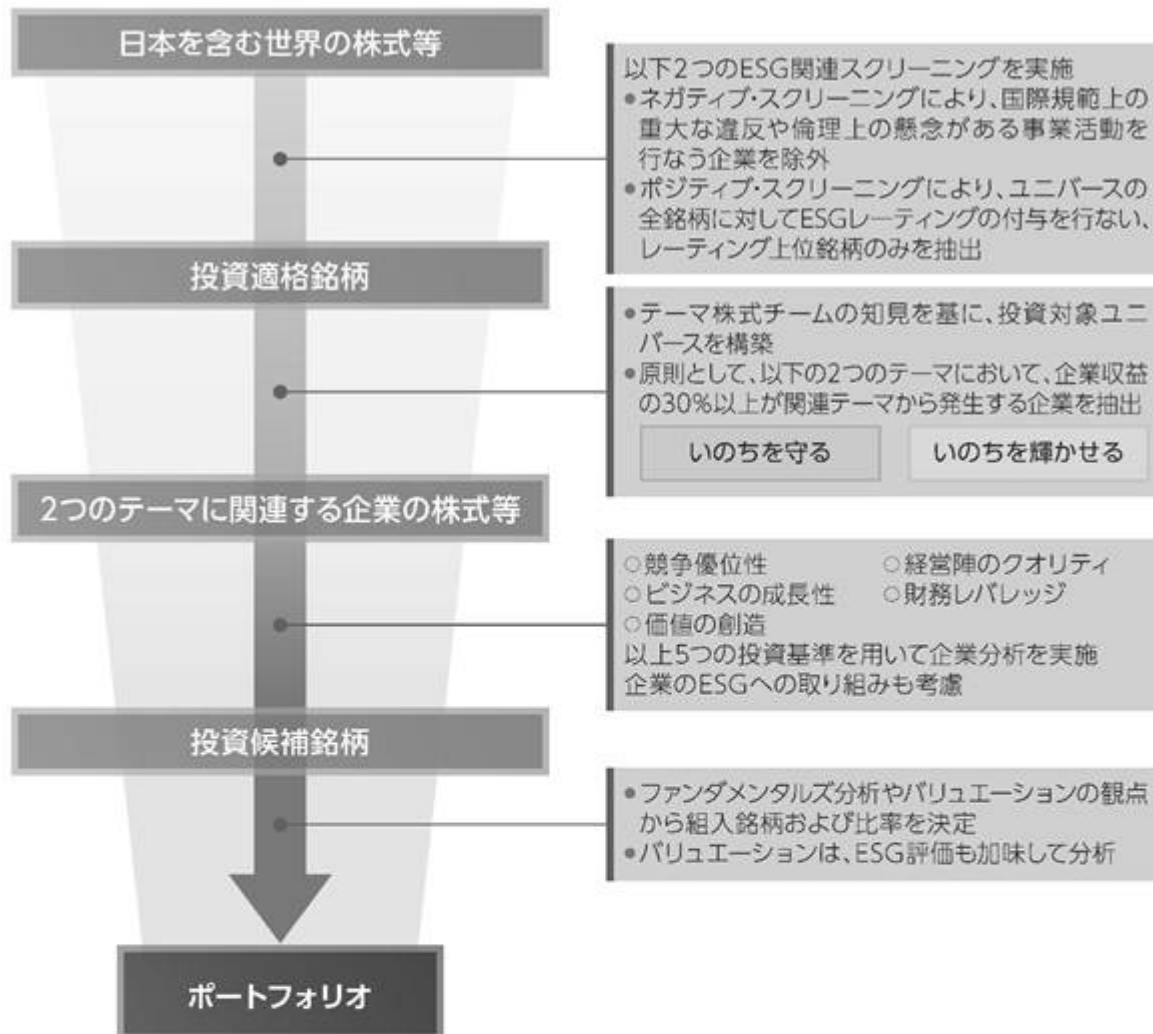 日本を含む世界の株式等
以下2つのESG関連スクリーニングを実施
●ネガティブ・スクリーニングにより、国際規範上の
重大な違反や倫理上の懸念がある事業活動を
行なう企業を除外
●ポジティブ・スクリーニングにより、ユニバースの
全銘柄に対してESGレーティングの付与を行ない、
レーティング上位銘柄のみを抽出
投資適格銘柄
●テーマ株式チームの知見を基に、投資対象ユニ
バースを構築
●原則として、以下の2つのテーマにおいて、企業収益
の30%以上が関連テーマから発生する企業を抽出
いのちを守る いのちを輝かせる
2つのテーマに関連する企業の株式等
○競争優位性 ○経営陣のクオリティ
○ビジネスの成長性 ○財務レバレッジ
○価値の創造
以上5つの投資基準を用いて企業分析を実施
企業のESGへの取り組みも考慮
投資候補銘柄
●ファンダメンタルズ分析やバリュエーションの観点
から組入銘柄および比率を決定
●バリュエーションは、ESG評価も加味して分析
ポートフォリオ